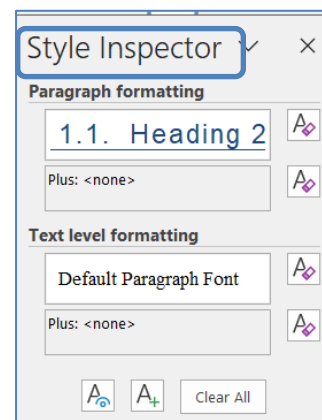 Style Inspector
Paragraph formatting
1.1. Heading 2
Plus: <none>
Text level formatting
Default Paragraph Font
Plus: <none>
Clear All